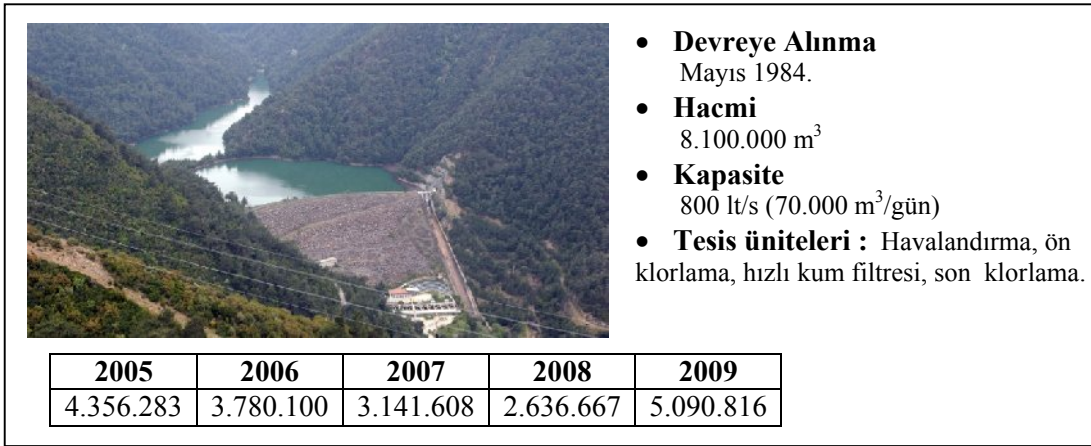 • Devreye Alınma
Mayıs 1984.
• Hacmi
8.100.000 m³
• Kapasite
800 lt/s (70.000 m³/gün)
• Tesis üniteleri : Havalandırma, ön
klorlama, hızlı kum filtresi, son klorlama.
2005 2006 2007 2008 2009
4.356.283 3.780.100 3.141.608 2.636.667 5.090.816